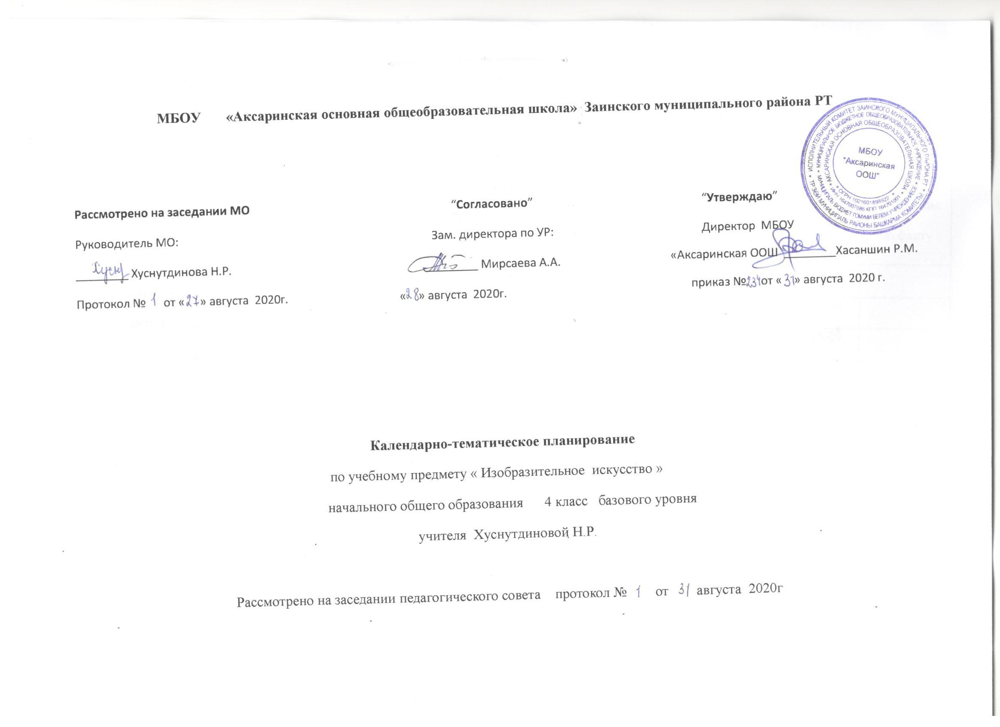 МБОУ «Аксаринская основная общеобразовательная школа» Заинского муниципального района РТ
ИСПОЛНИТЕЛЬНЫЙ КОМИТЕТ ЗАИНСКОГО МУНИЦИПАЛЬНОГО РАЙОНА РТ * ТР ЗӘЙ МУНИЦИПАЛЬ РАЙОНЫ БАШКАРМА КОМИТЕТЫ *
МУНИЦИПАЛЬНОЕ БЮДЖЕТНОЕ ОБЩЕОБРАЗОВАТЕЛЬНОЕ УЧРЕЖДЕНИЕ * МУНИЦИПАЛЬ БЮДЖЕТ ГОМУМИ БЕЛЕМ УЧРЕЖДЕНИЕСЕ *
АКСАРИНСКАЯ ОСНОВНАЯ ОБЩЕОБРАЗОВАТЕЛЬНАЯ ШКОЛА * ИНН 1647007686 КПП 164701001 *
* ОГРН 1021601898922 *
МБОУ
"Аксаринская
ООШ"
Рассмотрено на заседании МО
Руководитель МО:
Хусну Хуснутдинова Н.Р.
Протокол № 1 от «27» августа 2020г.
“Согласовано”
Зам. директора по УР:
________ Мирсаева А.А.
«28» августа 2020г.
“Утверждаю”
Директор МБОУ
«Аксаринская ООШ ________Хасаншин Р.М.
приказ №234от « 31» августа 2020 г.
Календарно-тематическое планирование
по учебному предмету « Изобразительное искусство »
начального общего образования 4 класс базового уровня
учителя Хуснутдиновой Н.Р.
Рассмотрено на заседании педагогического совета протокол № 1 от 31 августа 2020г